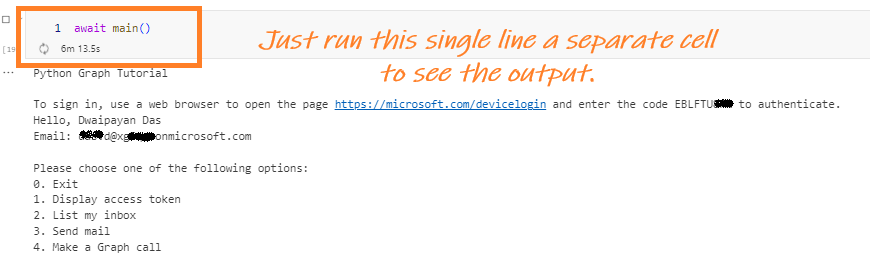 1 await main()
Just run this single line a separate cell
to see the output.
[19
6m 13.5s
...
Python Graph Tutorial
To sign in, use a web browser to open the page https://microsoft.com/devicelogin and enter the code EBLFTU to authenticate.
Hello, Dwaipayan Das
Email: d@xg onmicrosoft.com
Please choose one of the following options:
0. Exit
1. Display access token
2. List my inbox
3. Send mail
4. Make a Graph call